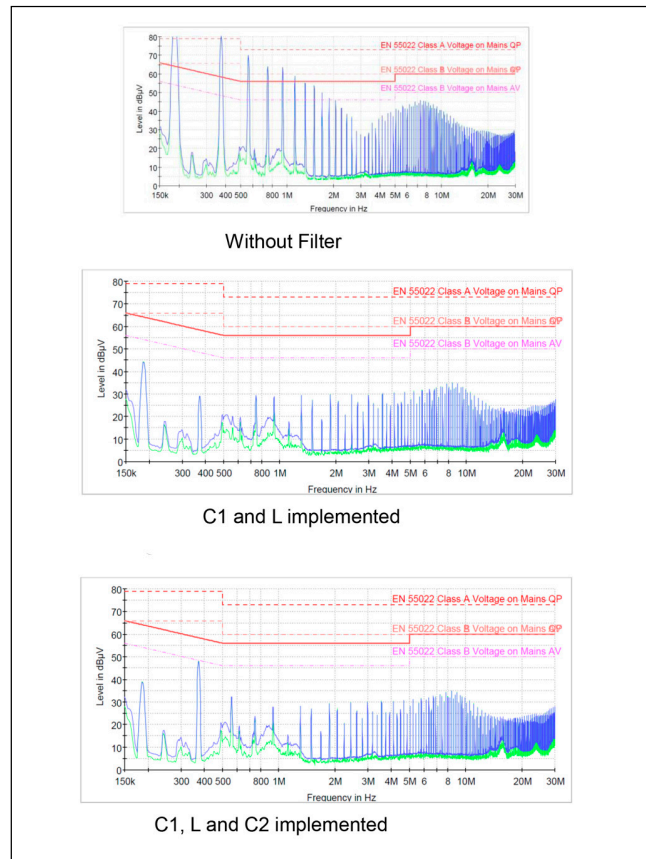 80
EN 55022 Class A Voltage on Mains QP
70
60
EN 55022 Class B Voltage on Mains
50
EN 55022 Class B Voltage on Mains AV
40
30
20
10
0
Level in dBµV
150k 300 400 500 800 1M 2M 3M 4M 5M 6 8 10M 20M 30M
Frequency in Hz
Without Filter
80
EN 55022 Class A Voltage on Mains QP
70
60
EN 55022 Class B Voltage on Mains
50
EN 55022 Class B Voltage on Mains AV
40
30
20
10
0
Level in dBµV
150k 300 400 500 800 1M 2M 3M 4M 5M 6 8 10M 20M 30M
Frequency in Hz
C1 and L implemented
80
EN 55022 Class A Voltage on Mains QP
70
60
EN 55022 Class B Voltage on Mains
50
EN 55022 Class B Voltage on Mains AV
40
30
20
10
0
Level in dBµV
150k 300 400 500 800 1M 2M 3M 4M 5M 6 8 10M 20M 30M
Frequency in Hz
C1, L and C2 implemented